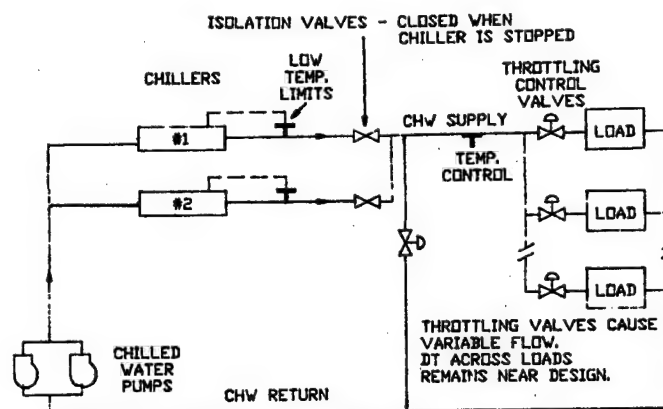 ISOLATION VALVES - CLOSED WHEN
CHILLER IS STOPPED
CHILLERS
LOW
TEMP.
LIMITS
THROTTLING
CONTROL
VALVES
#1
CHW SUPPLY
LOAD
TEMP.
CONTROL
#2
LOAD
LOAD
THROTTLING VALVES CAUSE
VARIABLE FLOW.
DT ACROSS LOADS
REMAINS NEAR DESIGN.
CHILLED
WATER
PUMPS
CHW RETURN